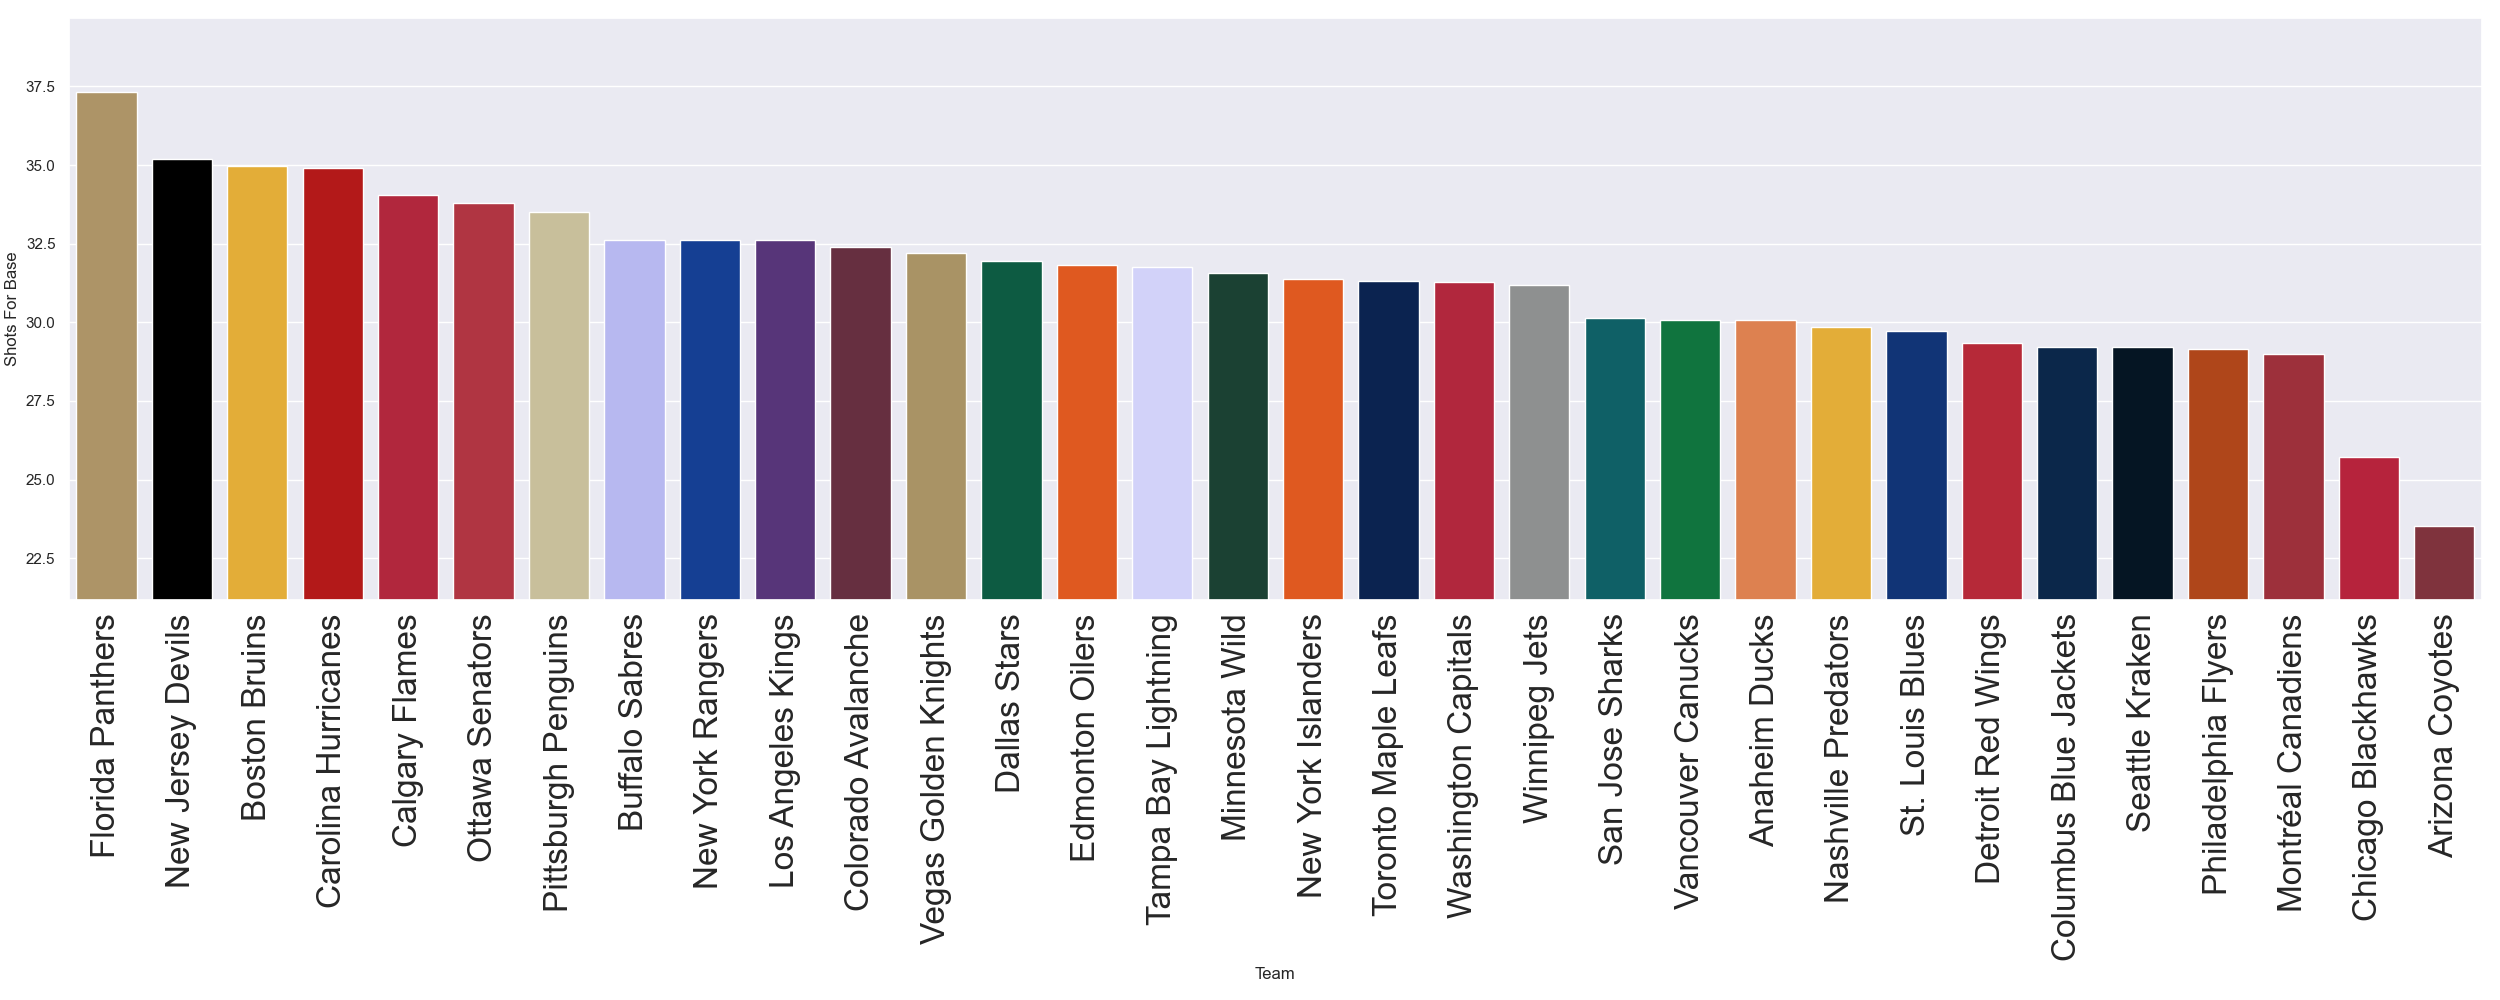 37.5
35.0
32.5
30.0
27.5
25.0
22.5
Shots For Base
Florida Panthers
New Jersey Devils
Boston Bruins
Carolina Hurricanes
Calgary Flames
Ottawa Senators
Pittsburgh Penguins
Buffalo Sabres
New York Rangers
Los Angeles Kings
Colorado Avalanche
Vegas Golden Knights
Dallas Stars
Edmonton Oilers
Tampa Bay Lightning
Minnesota Wild
New York Islanders
Toronto Maple Leafs
Washington Capitals
Winnipeg Jets
San Jose Sharks
Vancouver Canucks
Anaheim Ducks
Nashville Predators
St. Louis Blues
Detroit Red Wings
Columbus Blue Jackets
Seattle Kraken
Philadelphia Flyers
Montréal Canadiens
Chicago Blackhawks
Arizona Coyotes
Team